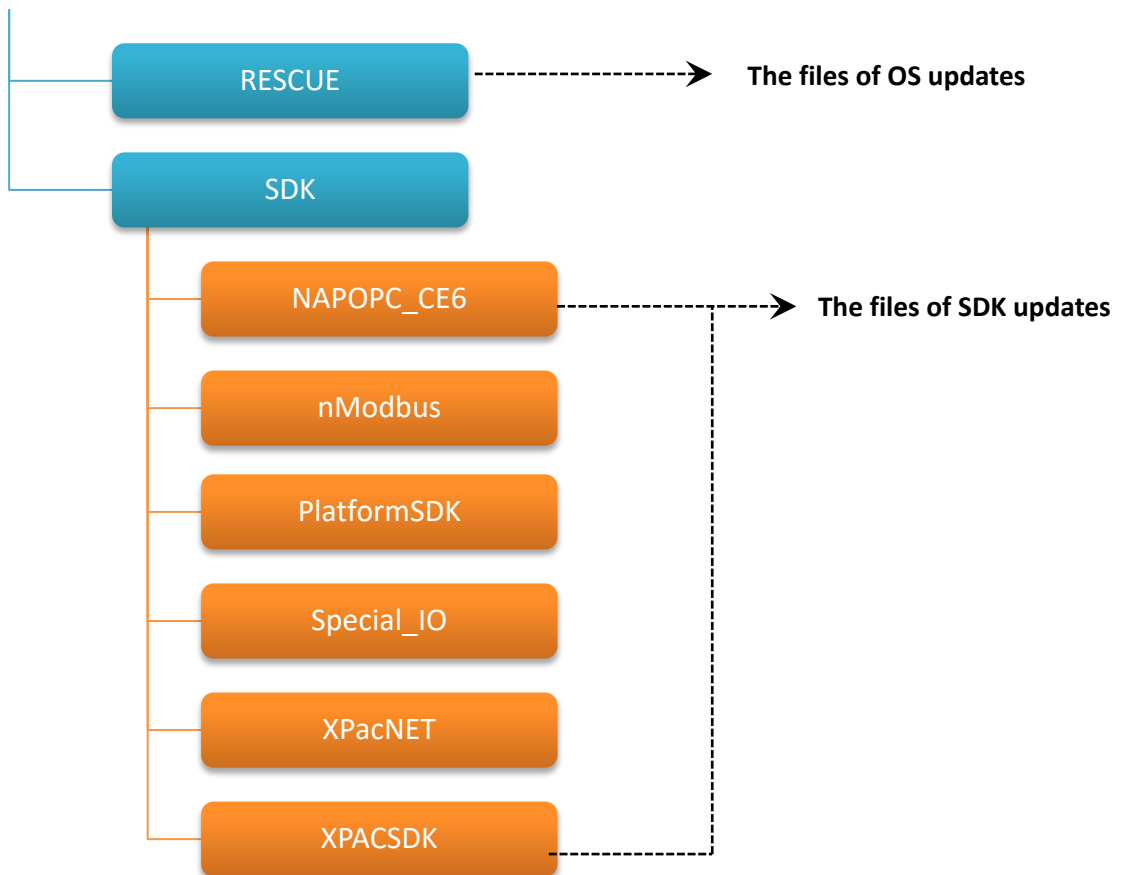 RESCUE
The files of OS updates
SDK
NAPOPC_CE6
The files of SDK updates
nModbus
PlatformSDK
Special_IO
XPacNET
XPACSDK